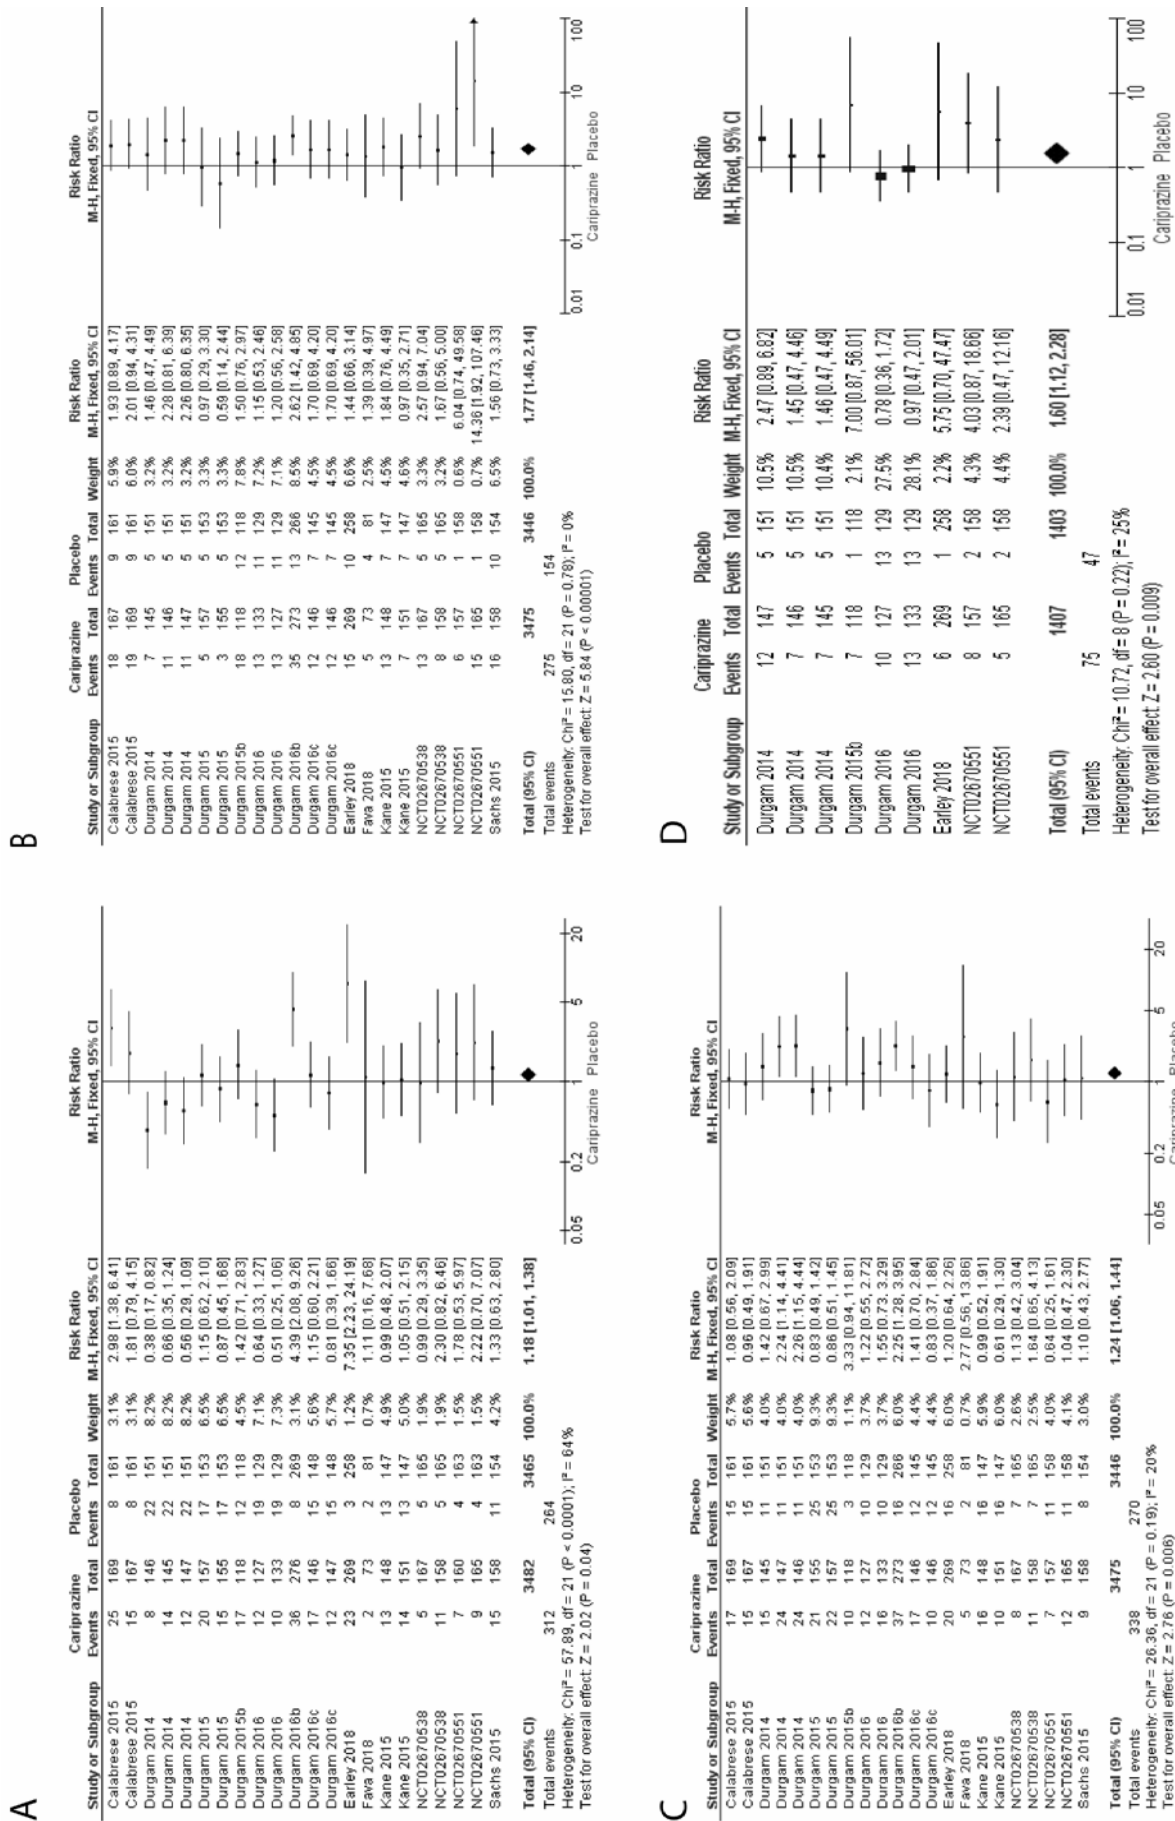 A
Cariprazine Placebo Risk Ratio Risk Ratio
Study or Subgroup Events Total Events Total Weight M-H, Fixed, 95% CI M-H, Fixed, 95% CI
Calabrese 2015 25 169 8 161 3.1% 2.98 [1.38, 6.41]
Calabrese 2015 15 167 8 161 3.1% 1.81 [0.79, 4.15]
Durgam 2014 8 146 22 151 8.2% 0.38 [0.17, 0.82]
Durgam 2014 14 145 22 151 8.2% 0.66 [0.35, 1.24]
Durgam 2014 12 147 22 151 8.2% 0.56 [0.29, 1.09]
Durgam 2015 20 157 17 153 6.5% 1.15 [0.62, 2.10]
Durgam 2015 15 155 17 153 6.5% 0.87 [0.45, 1.68]
Durgam 2015b 17 118 12 118 4.5% 1.42 [0.71, 2.83]
Durgam 2016 12 127 19 129 7.1% 0.64 [0.33, 1.27]
Durgam 2016 10 133 19 129 7.3% 0.51 [0.25, 1.06]
Durgam 2016b 36 276 8 269 3.1% 4.39 [2.08, 9.26]
Durgam 2016c 17 146 15 148 5.6% 1.15 [0.60, 2.21]
Durgam 2016c 12 147 15 148 5.7% 0.81 [0.39, 1.66]
Earley 2018 23 269 3 258 1.2% 7.35 [2.23, 24.19]
Fava 2018 2 73 2 81 0.7% 1.11 [0.16, 7.68]
Kane 2015 13 148 13 147 4.9% 0.99 [0.48, 2.07]
Kane 2015 14 151 13 147 5.0% 1.05 [0.51, 2.15]
NCT02670538 5 167 5 165 1.9% 0.99 [0.29, 3.35]
NCT02670538 11 158 5 165 1.9% 2.30 [0.82, 6.46]
NCT02670551 7 160 4 163 1.5% 1.78 [0.53, 5.97]
NCT02670551 9 165 4 163 1.5% 2.22 [0.70, 7.07]
Sachs 2015 15 158 11 154 4.2% 1.33 [0.63, 2.80]
Total (95% CI) 3482 3465 100.0% 1.18 [1.01, 1.38]
Total events 312 264
Heterogeneity: Chi² = 57.89, df = 21 (P < 0.0001); I² = 64%
Test for overall effect: Z = 2.02 (P = 0.04)
0.05 0.2 1 5 20
Cariprazine Placebo
B
Cariprazine Placebo Risk Ratio Risk Ratio
Study or Subgroup Events Total Events Total Weight M-H, Fixed, 95% CI M-H, Fixed, 95% CI
Calabrese 2015 18 167 9 161 5.9% 1.93 [0.89, 4.17]
Calabrese 2015 19 169 9 161 6.0% 2.01 [0.94, 4.31]
Durgam 2014 7 145 5 151 3.2% 1.46 [0.47, 4.49]
Durgam 2014 11 146 5 151 3.2% 2.28 [0.81, 6.39]
Durgam 2014 11 147 5 151 3.2% 2.26 [0.80, 6.35]
Durgam 2015 5 157 5 153 3.3% 0.97 [0.29, 3.30]
Durgam 2015 3 155 5 153 3.3% 0.59 [0.14, 2.44]
Durgam 2015b 18 118 12 118 7.8% 1.50 [0.76, 2.97]
Durgam 2016 13 133 11 129 7.2% 1.15 [0.53, 2.46]
Durgam 2016 13 127 11 129 7.1% 1.20 [0.56, 2.58]
Durgam 2016b 35 273 13 266 8.5% 2.62 [1.42, 4.85]
Durgam 2016c 12 146 7 145 4.5% 1.70 [0.69, 4.20]
Durgam 2016c 12 146 7 145 4.5% 1.70 [0.69, 4.20]
Earley 2018 15 269 10 258 6.6% 1.44 [0.66, 3.14]
Fava 2018 5 73 4 81 2.5% 1.39 [0.39, 4.97]
Kane 2015 13 148 7 147 4.5% 1.84 [0.76, 4.49]
Kane 2015 7 151 7 147 4.6% 0.97 [0.35, 2.71]
NCT02670538 13 167 5 165 3.3% 2.57 [0.94, 7.04]
NCT02670538 8 158 5 165 3.2% 1.67 [0.56, 5.00]
NCT02670551 6 157 1 158 0.6% 6.04 [0.74, 49.58]
NCT02670551 15 165 1 158 0.7% 14.36 [1.92, 107.46]
Sachs 2015 16 158 10 154 6.5% 1.56 [0.73, 3.33]
Total (95% CI) 3475 3446 100.0% 1.77 [1.46, 2.14]
Total events 275 154
Heterogeneity: Chi² = 15.80, df = 21 (P = 0.78); I² = 0%
Test for overall effect: Z = 5.84 (P < 0.00001)
0.01 0.1 1 10 100
Cariprazine Placebo
C
Cariprazine Placebo Risk Ratio Risk Ratio
Study or Subgroup Events Total Events Total Weight M-H, Fixed, 95% CI M-H, Fixed, 95% CI
Calabrese 2015 17 169 15 161 5.7% 1.08 [0.56, 2.09]
Calabrese 2015 15 167 15 161 5.6% 0.96 [0.49, 1.91]
Durgam 2014 15 145 11 151 4.0% 1.42 [0.67, 2.99]
Durgam 2014 24 147 11 151 4.0% 2.24 [1.14, 4.41]
Durgam 2014 24 146 11 151 4.0% 2.26 [1.15, 4.44]
Durgam 2015 21 155 25 153 9.3% 0.83 [0.49, 1.42]
Durgam 2015 22 157 25 153 9.3% 0.86 [0.51, 1.45]
Durgam 2015b 10 118 3 118 1.1% 3.33 [0.94, 11.81]
Durgam 2016 12 127 10 129 3.7% 1.22 [0.55, 2.72]
Durgam 2016 16 133 10 129 3.7% 1.55 [0.73, 3.29]
Durgam 2016b 37 273 16 266 6.0% 2.25 [1.28, 3.95]
Durgam 2016c 17 146 12 145 4.4% 1.41 [0.70, 2.84]
Durgam 2016c 10 146 12 145 4.4% 0.83 [0.37, 1.86]
Earley 2018 20 269 16 258 6.0% 1.20 [0.64, 2.26]
Fava 2018 5 73 2 81 0.7% 2.77 [0.56, 13.86]
Kane 2015 16 148 16 147 5.9% 0.99 [0.52, 1.91]
Kane 2015 10 151 16 147 6.0% 0.61 [0.29, 1.30]
NCT02670538 8 167 7 165 2.6% 1.13 [0.42, 3.04]
NCT02670538 11 158 7 165 2.5% 1.64 [0.65, 4.13]
NCT02670551 7 157 11 158 4.0% 0.64 [0.25, 1.61]
NCT02670551 12 165 11 158 4.1% 1.04 [0.47, 2.30]
Sachs 2015 9 158 8 154 3.0% 1.10 [0.43, 2.77]
Total (95% CI) 3475 3446 100.0% 1.24 [1.06, 1.44]
Total events 338 270
Heterogeneity: Chi² = 26.36, df = 21 (P = 0.19); I² = 20%
Test for overall effect: Z = 2.76 (P = 0.006)
0.05 0.2 1 5 20
Cariprazine Placebo
D
Cariprazine Placebo Risk Ratio Risk Ratio
Study or Subgroup Events Total Events Total Weight M-H, Fixed, 95% CI M-H, Fixed, 95% CI
Durgam 2014 12 147 5 151 10.5% 2.47 [0.89, 6.82]
Durgam 2014 7 146 5 151 10.5% 1.45 [0.47, 4.46]
Durgam 2014 7 145 5 151 10.4% 1.46 [0.47, 4.49]
Durgam 2015b 7 118 1 118 2.1% 7.00 [0.87, 56.01]
Durgam 2016 10 127 13 129 27.5% 0.78 [0.36, 1.72]
Durgam 2016 13 133 13 129 28.1% 0.97 [0.47, 2.01]
Earley 2018 6 269 1 258 2.2% 5.75 [0.70, 47.47]
NCT02670551 8 157 2 158 4.3% 4.03 [0.87, 18.66]
NCT02670551 5 165 2 158 4.4% 2.39 [0.47, 12.16]
Total (95% CI) 1407 1403 100.0% 1.60 [1.12, 2.28]
Total events 75 47
Heterogeneity: Chi² = 10.72, df = 8 (P = 0.22); I² = 25%
Test for overall effect: Z = 2.60 (P = 0.009)
0.01 0.1 1 10 100
Cariprazine Placebo